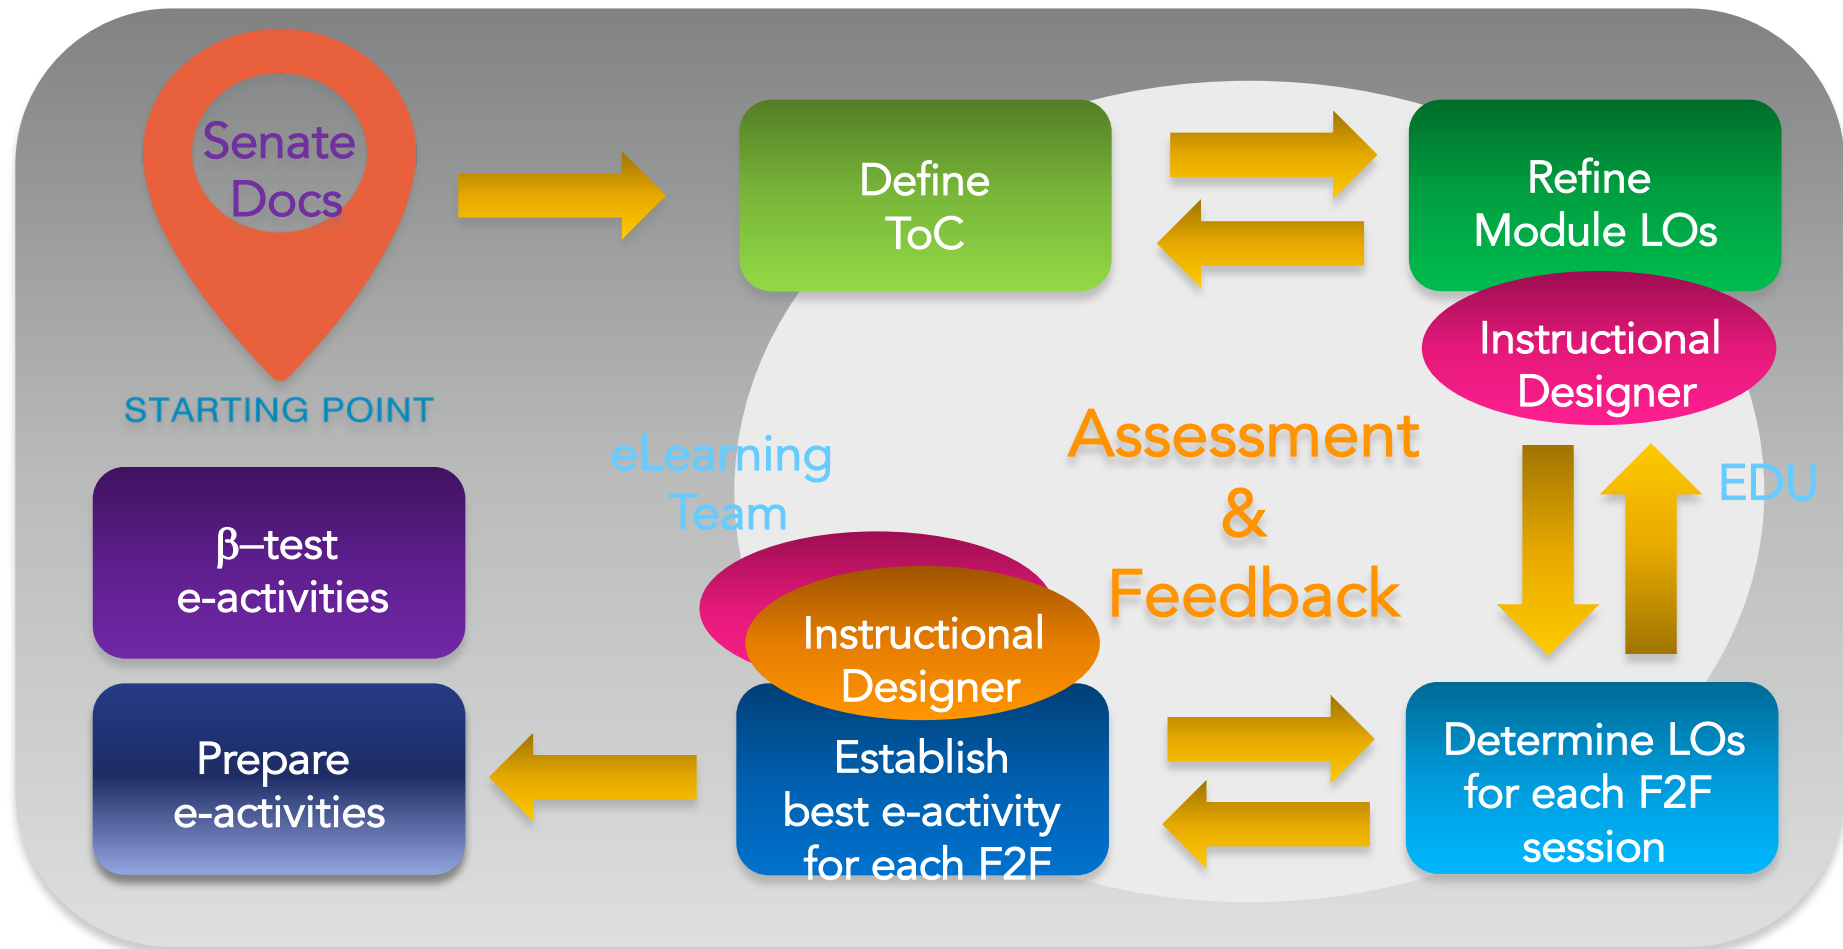 Senate
Docs
STARTING POINT
Define
ToC
Refine
Module LOs
Instructional
Designer
EDU
Assessment
&
Feedback
eLearning
Team
Instructional
Designer
Determine LOs
for each F2F
session
Establish
best e-activity
for each F2F
Prepare
e-activities
β–test
e-activities